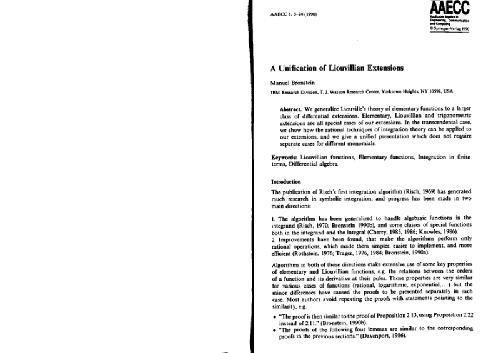 AAECC 1, 5-24 (1990)
AAECC
Applicable Algebra in
Engineering, Communication
and Computing
© Springer-Verlag 1990
A Unification of Liouvillian Extensions
Manuel Bronstein
IBM Research Division, T. J. Watson Research Center, Yorktown Heights, NY 10598, USA
Abstract. We generalize Liouville's theory of elementary functions to a larger
class of differential extensions. Elementary, Liouvillian and trigonometric
extensions are all special cases of our extensions. In the transcendental case,
we show how the rational techniques of integration theory can be applied to
our extensions, and we give a unified presentation which does not require
separate cases for different monomials.
Keywords: Liouvillian functions, Elementary functions, Integration in finite
terms, Differential algebra
Introduction
The publication of Risch's first integration algorithm (Risch, 1969) has generated
much research in symbolic integration, and progress has been made in two
main directions:
1. The algorithm has been generalized to handle algebraic functions in the
integrand (Risch, 1970, Bronstein 1990b), and some classes of special functions
both in the integrand and the integral (Cherry, 1985, 1986; Knowles, 1986).
2. Improvements have been found, that make the algorithms perform only
rational operations, which made them simpler, easier to implement, and more
efficient (Rothstein, 1976; Trager, 1976, 1984; Bronstein, 1990a).
Algorithms in both of those directions make extensive use of some key properties
of elementary and Liouvillian functions, e.g. the relations between the orders
of a function and its derivative at their poles. Those properties are very similar
for various cases of functions (rational, logarithmic, exponential, ...) but the
minor differences have caused the proofs to be presented separately in each
case. Most authors avoid repeating the proofs with statements pointing to the
similarity, e.g.
• "The proof is then similar to the proof of Proposition 2.13, using Proposition 2.22
instead of 2.11." (Bronstein, 1990b).
• "The proofs of the following four lemmas are similar to the corresponding
proofs in the previous sections." (Davenport, 1986).